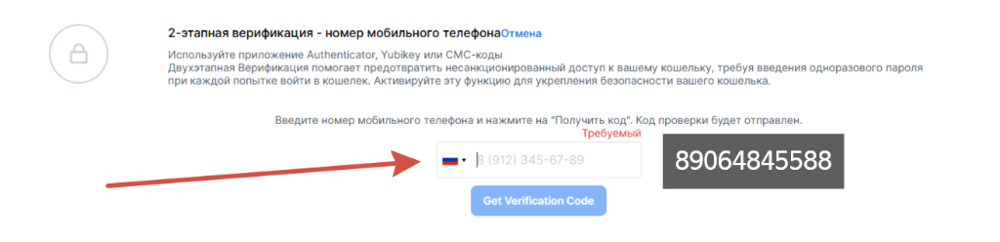 2-этапная верификация - номер мобильного телефонаОтмена
Используйте приложение Authenticator, Yubikey или СМС-коды
Двухэтапная Верификация помогает предотвратить несанкционированный доступ к вашему кошельку, требуя введения одноразового пароля
при каждой попытке войти в кошелек. Активируйте эту функцию для укрепления безопасности вашего кошелька.
Введите номер мобильного телефона и нажмите на "Получить код". Код проверки будет отправлен.
Требуемый
8 (912) 345-67-89
89064845588
Get Verification Code